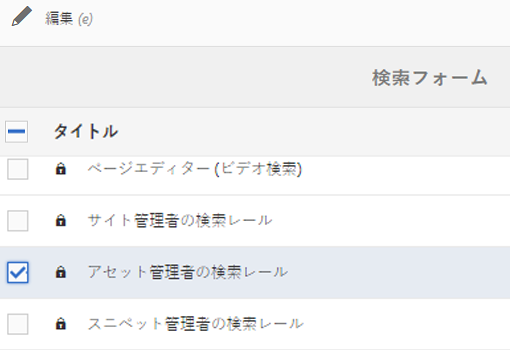 編集 (e)
検索フォーム
タイトル
ページエディター (ビデオ検索)
サイト管理者の検索レール
アセット管理者の検索レール
スニペット管理者の検索レール